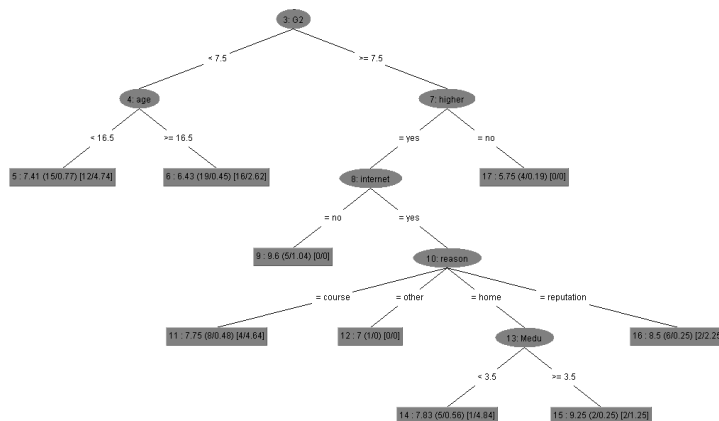 3: G2
< 7.5
>= 7.5
4: age
7: higher
< 16.5
>= 16.5
= yes
= no
5 : 7.41 (15/0.77) [12/4.74]
6 : 6.43 (19/0.45) [16/2.62]
8: internet
17 : 5.75 (4/0.19) [0/0]
= no
= yes
9 : 9.6 (5/1.04) [0/0]
10: reason
= course
= other
= home
= reputation
11 : 7.75 (8/0.48) [4/4.64]
12 : 7 (1/0) [0/0]
13: Medu
16 : 8.5 (6/0.25) [2/2.25
< 3.5
>= 3.5
14 : 7.83 (5/0.56) [1/4.84]
15 : 9.25 (2/0.25) [2/1.25]